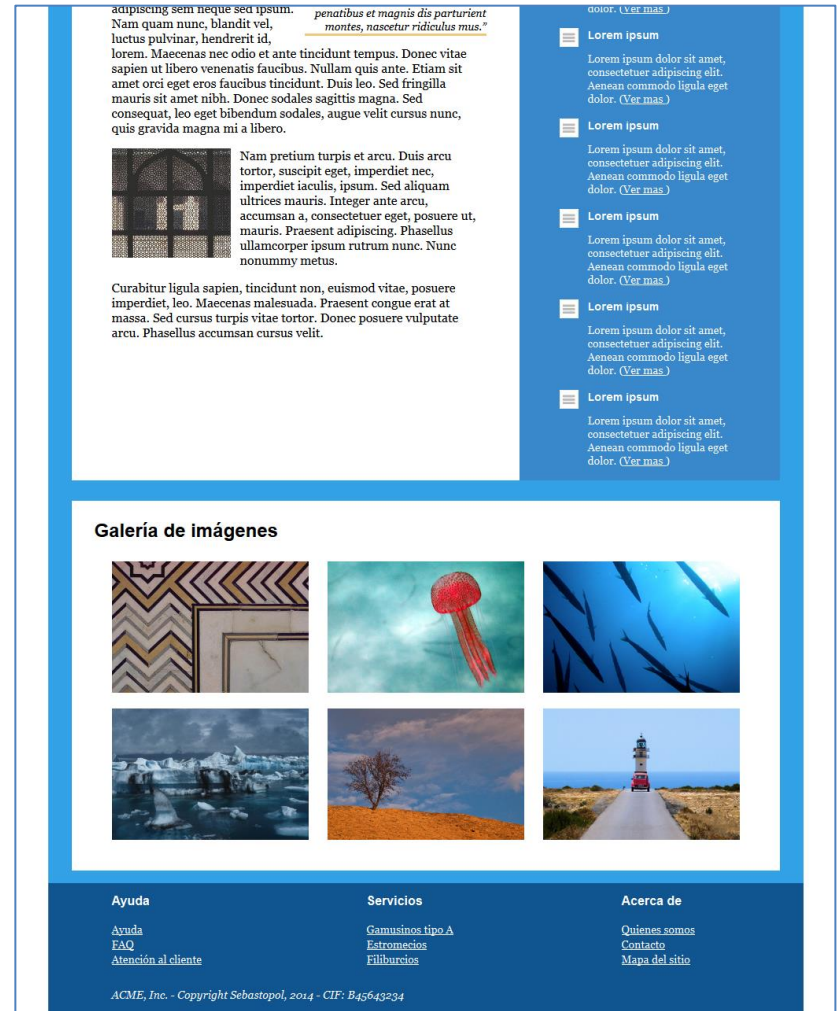 adipiscing sem neque sed ipsum.
Nam quam nunc, blandit vel,
luctus pulvinar, hendrerit id,
lorem. Maecenas nec odio et ante tincidunt tempus. Donec vitae
sapien ut libero venenatis faucibus. Nullam quis ante. Etiam sit
amet orci eget eros faucibus tincidunt. Duis leo. Sed fringilla
mauris sit amet nibh. Donec sodales sagittis magna. Sed
consequat, leo eget bibendum sodales, augue velit cursus nunc,
quis gravida magna mi a libero.
penatibus et magnis dis parturient
montes, nascetur ridiculus mus.”
Nam pretium turpis et arcu. Duis arcu
tortor, suscipit eget, imperdiet nec,
imperdiet iaculis, ipsum. Sed aliquam
ultrices mauris. Integer ante arcu,
accumsan a, consectetuer eget, posuere ut,
mauris. Praesent adipiscing. Phasellus
ullamcorper ipsum rutrum nunc. Nunc
nonummy metus.
Curabitur ligula sapien, tincidunt non, euismod vitae, posuere
imperdiet, leo. Maecenas malesuada. Praesent congue erat at
massa. Sed cursus turpis vitae tortor. Donec posuere vulputate
arcu. Phasellus accumsan cursus velit.
dolor. (Ver mas )
Lorem ipsum
Lorem ipsum dolor sit amet,
consectetuer adipiscing elit.
Aenean commodo ligula eget
dolor. (Ver mas )
Lorem ipsum
Lorem ipsum dolor sit amet,
consectetuer adipiscing elit.
Aenean commodo ligula eget
dolor. (Ver mas )
Lorem ipsum
Lorem ipsum dolor sit amet,
consectetuer adipiscing elit.
Aenean commodo ligula eget
dolor. (Ver mas )
Lorem ipsum
Lorem ipsum dolor sit amet,
consectetuer adipiscing elit.
Aenean commodo ligula eget
dolor. (Ver mas )
Lorem ipsum
Lorem ipsum dolor sit amet,
consectetuer adipiscing elit.
Aenean commodo ligula eget
dolor. (Ver mas )
Galería de imágenes
Ayuda
Ayuda
FAQ
Atención al cliente
Servicios
Gamusinos tipo A
Estromecios
Filiburcios
Acerca de
Quienes somos
Contacto
Mapa del sitio
ACME, Inc. - Copyright Sebastopol, 2014 - CIF: B45643234